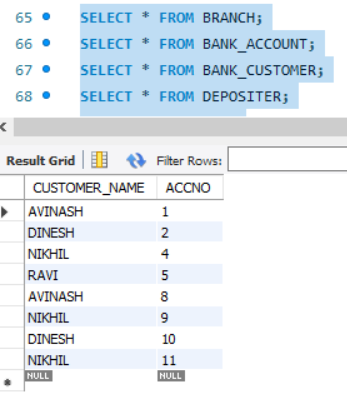 65 SELECT * FROM BRANCH;
66 SELECT * FROM BANK_ACCOUNT;
67 SELECT * FROM BANK_CUSTOMER;
68 SELECT * FROM DEPOSITER;
Result Grid Filter Rows:
CUSTOMER_NAME ACCNO
AVINASH 1
DINESH 2
NIKHIL 4
RAVI 5
AVINASH 8
NIKHIL 9
DINESH 10
NIKHIL 11
NULL NULL